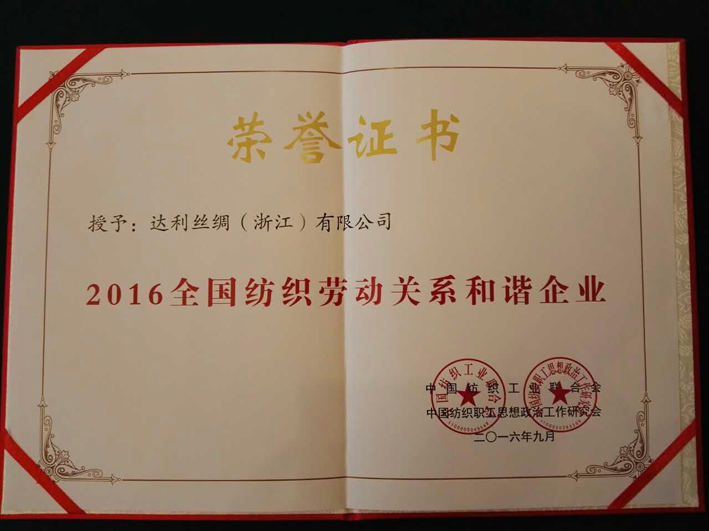 荣誉证书
授予：达利丝绸（浙江）有限公司
2016全国纺织劳动关系和谐企业
中国纺织工业联合会
中国纺织职工思想政治工作研究会
二〇一六年九月